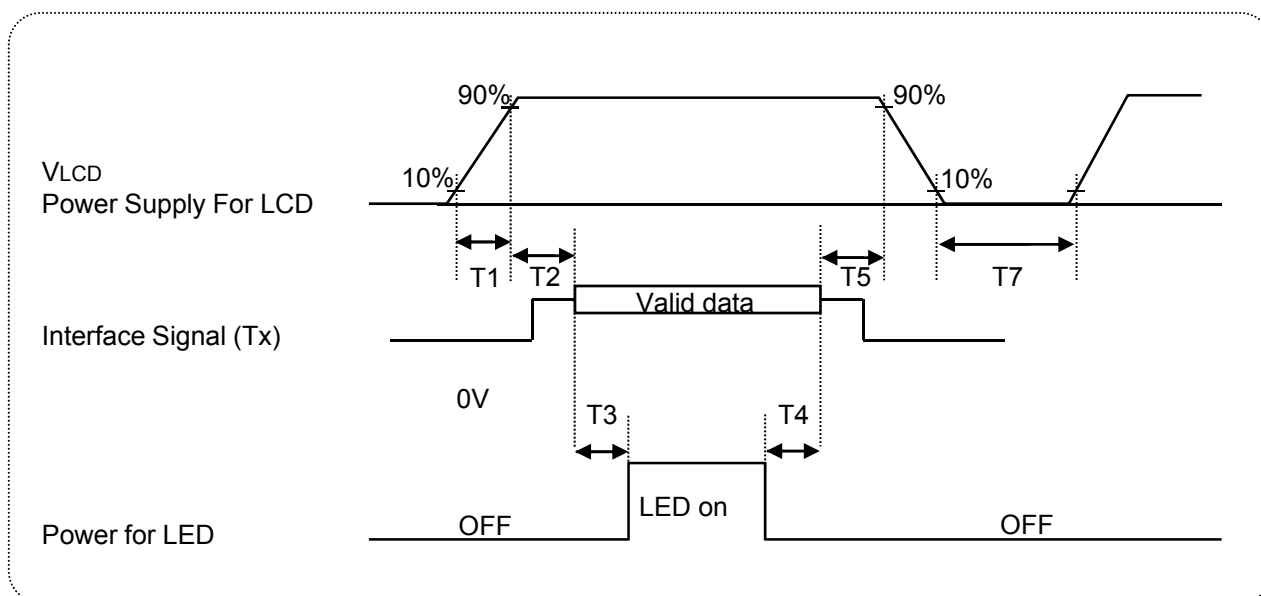 90%
90%
VLCD
10%
10%
Power Supply For LCD
T1
T2
T5
T7
Valid data
Interface Signal (Tx)
0V
T3
T4
LED on
Power for LED
OFF
OFF